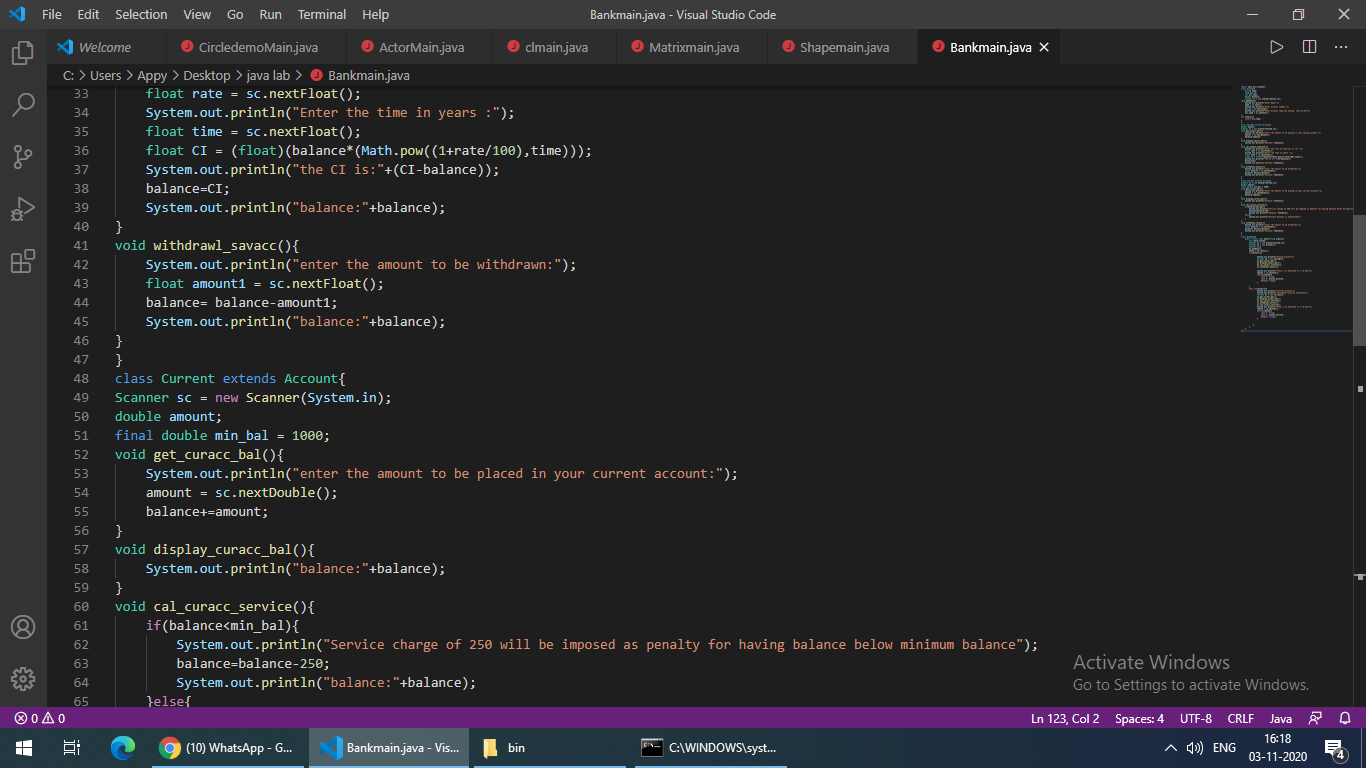 File Edit Selection View Go Run Terminal Help Bankmain.java - Visual Studio Code
Welcome CircledemoMain.java ActorMain.java clmain.java Matrixmain.java Shapemain.java Bankmain.java
C: > Users > Appy > Desktop > java lab > Bankmain.java
33 float rate = sc.nextFloat();
34 System.out.println("Enter the time in years :");
35 float time = sc.nextFloat();
36 float CI = (float)(balance*(Math.pow((1+rate/100),time)));
37 System.out.println("the CI is:"+(CI-balance));
38 balance=CI;
39 System.out.println("balance:"+balance);
40 }
41 void withdrawl_savacc(){
42 System.out.println("enter the amount to be withdrawn:");
43 float amount1 = sc.nextFloat();
44 balance= balance-amount1;
45 System.out.println("balance:"+balance);
46 }
47 }
48 class Current extends Account{
49 Scanner sc = new Scanner(System.in);
50 double amount;
51 final double min_bal = 1000;
52 void get_curacc_bal(){
53 System.out.println("enter the amount to be placed in your current account:");
54 amount = sc.nextDouble();
55 balance+=amount;
56 }
57 void display_curacc_bal(){
58 System.out.println("balance:"+balance);
59 }
60 void cal_curacc_service(){
61 if(balance<min_bal){
62 System.out.println("Service charge of 250 will be imposed as penalty for having balance below minimum balance");
63 balance=balance-250;
64 System.out.println("balance:"+balance);
65 }else{
Activate Windows
Go to Settings to activate Windows.
0 0 Ln 123, Col 2 Spaces: 4 UTF-8 CRLF Java
(10) WhatsApp - G... Bankmain.java - Vis... bin C:\WINDOWS\syst... ENG 16:18
03-11-2020 4